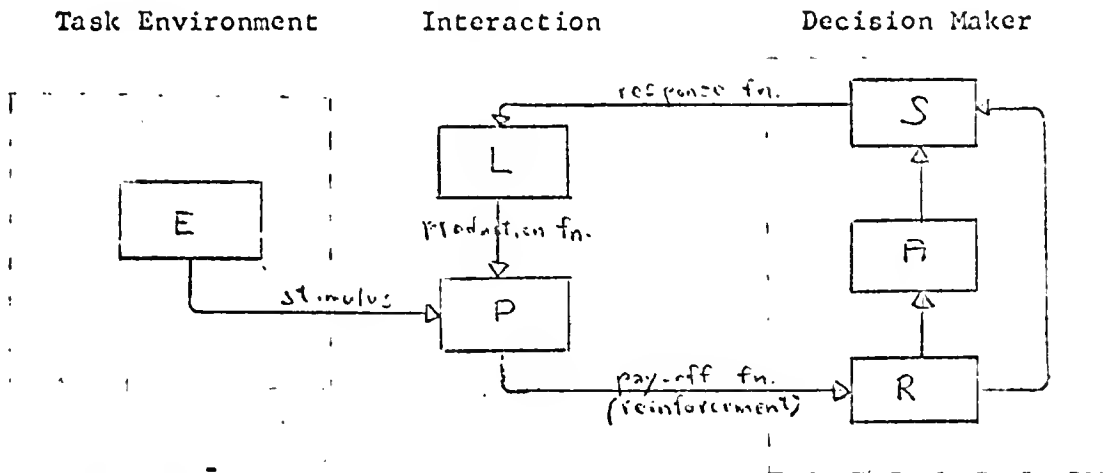 Task Environment Interaction Decision Maker
response fn.
S
L
E
production fn.
A
stimulus
P
pay-off fn.
(reinforcement)
R